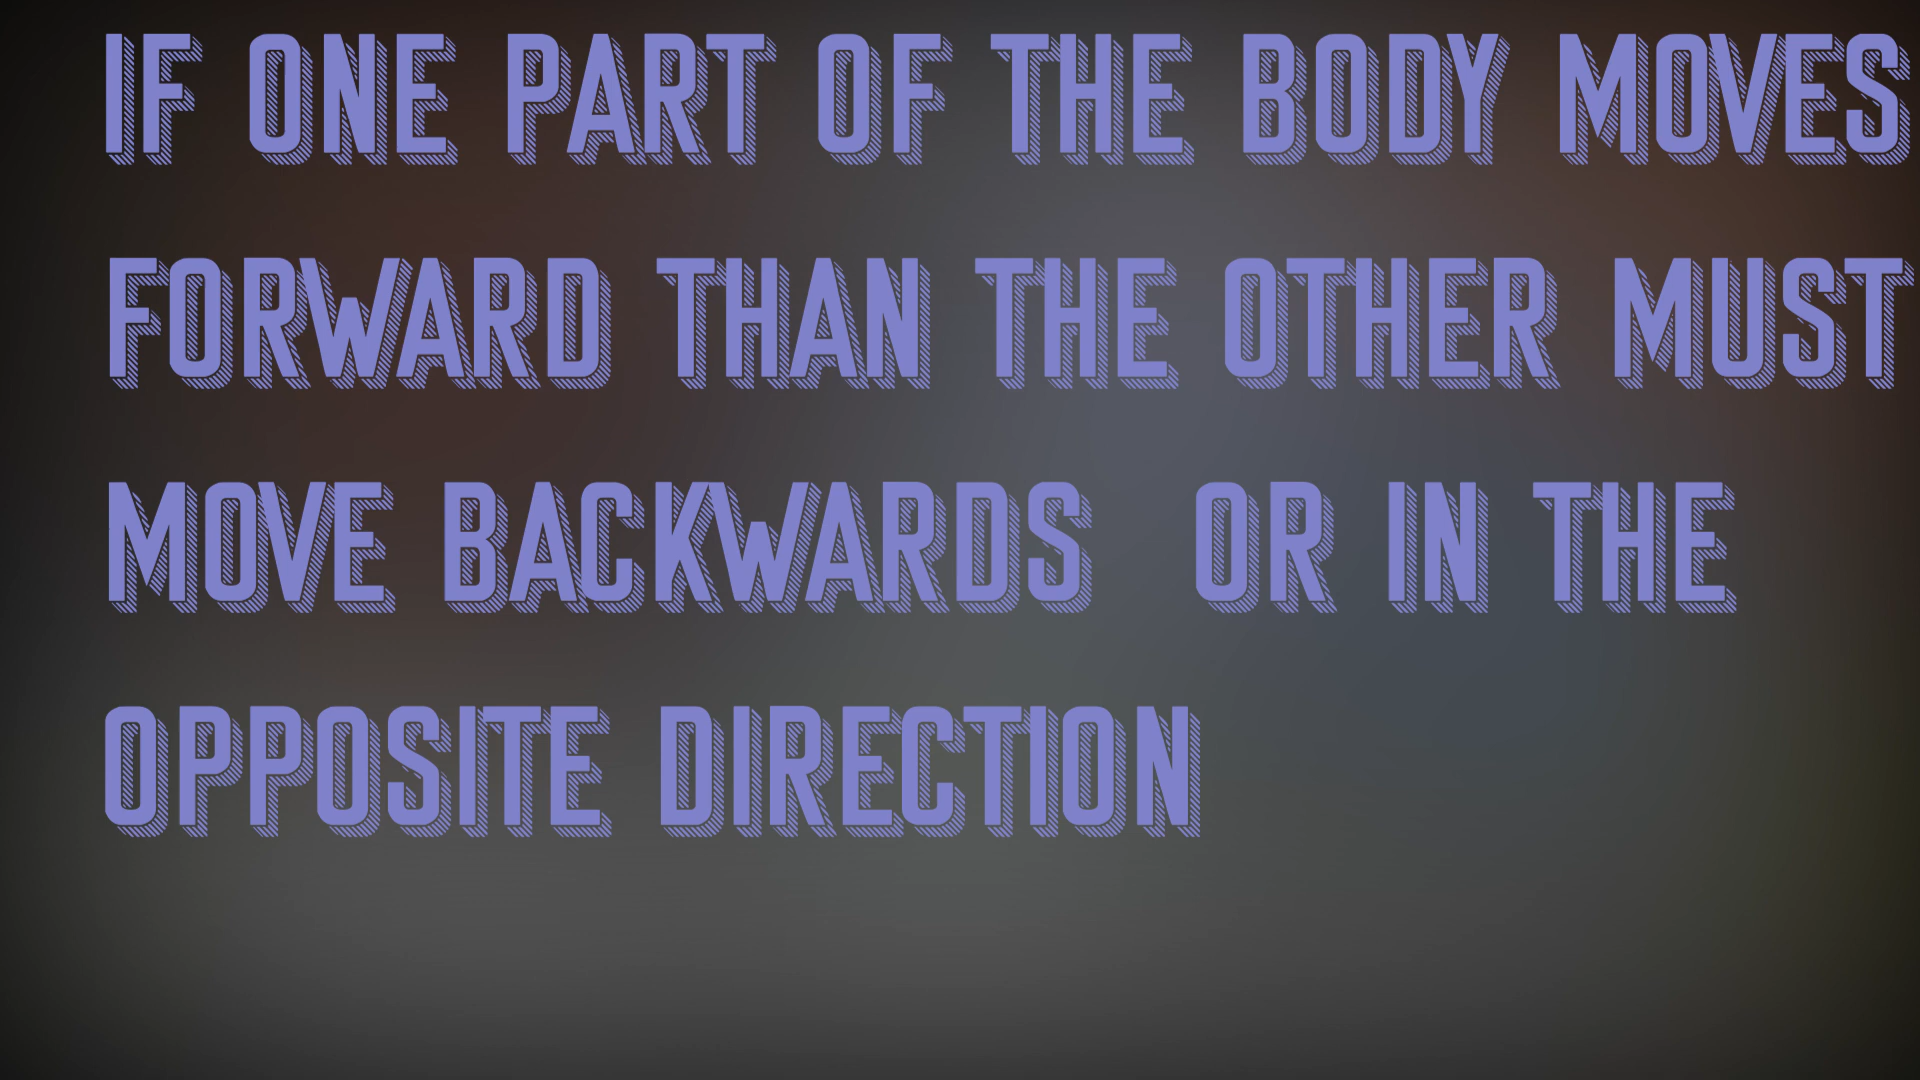 IF ONE PART OF THE BODY MOVES
FORWARD THAN THE OTHER MUST
MOVE BACKWARDS  OR IN THE
OPPOSITE DIRECTION